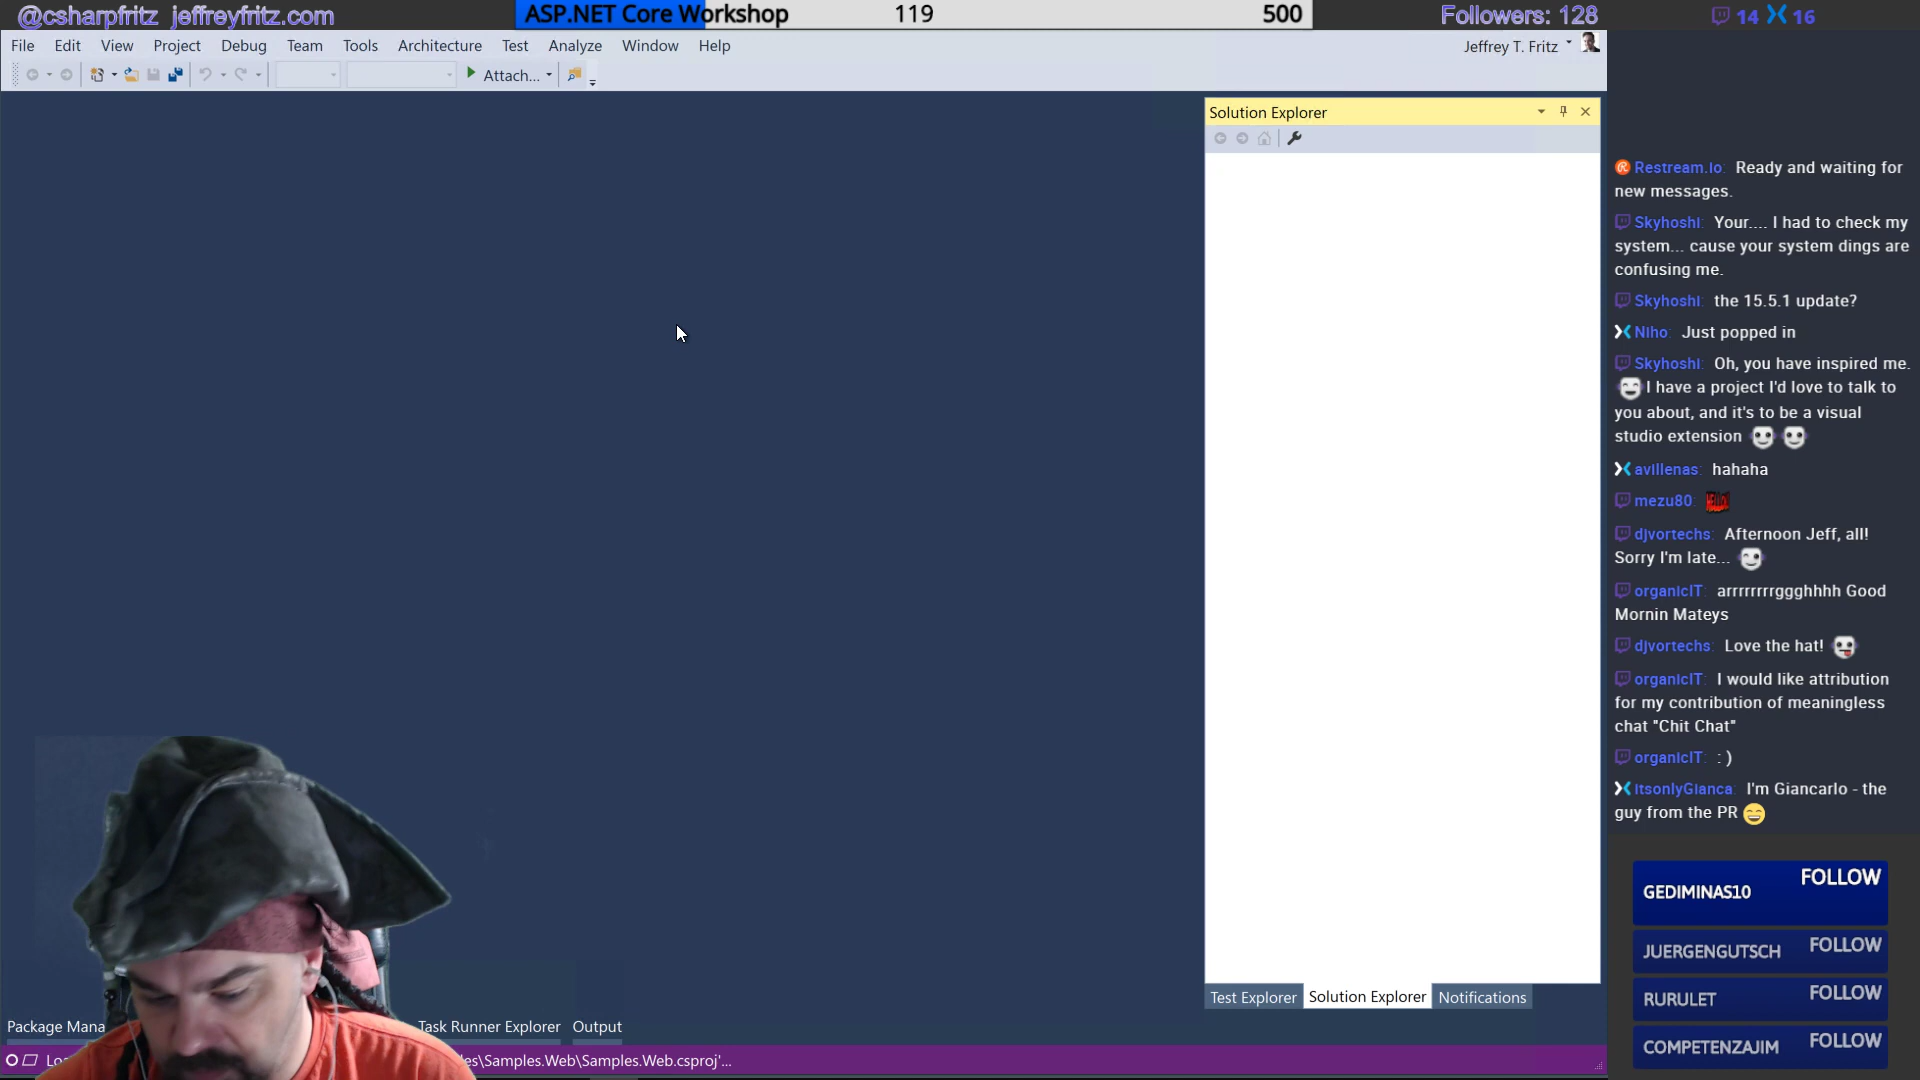 @csharpfritz jeffreyfritz.com
ASP.NET Core Workshop 119 500
Followers: 128
14 16
File Edit View Project Debug Team Tools Architecture Test Analyze Window Help
Jeffrey T. Fritz
Attach...
Solution Explorer
Restream.io: Ready and waiting for
new messages.
Skyhoshi: Your.... I had to check my
system... cause your system dings are
confusing me.
Skyhoshi: the 15.5.1 update?
Niho: Just popped in
Skyhoshi: Oh, you have inspired me.
I have a project I'd love to talk to
you about, and it's to be a visual
studio extension
avillenas: hahaha
mezu80:
djvortechs: Afternoon Jeff, all!
Sorry I'm late...
organicIT: arrrrrrrggghhhh Good
Mornin Mateys
djvortechs: Love the hat!
organicIT: I would like attribution
for my contribution of meaningless
chat "Chit Chat"
organicIT: : )
itsonlyGianca: I'm Giancarlo - the
guy from the PR
GEDIMINAS10 FOLLOW
JUERGENGUTSCH FOLLOW
RURULET FOLLOW
COMPETENZAJIM FOLLOW
Test Explorer Solution Explorer Notifications
Package Mana Task Runner Explorer Output
Lo les\Samples.Web\Samples.Web.csproj'...